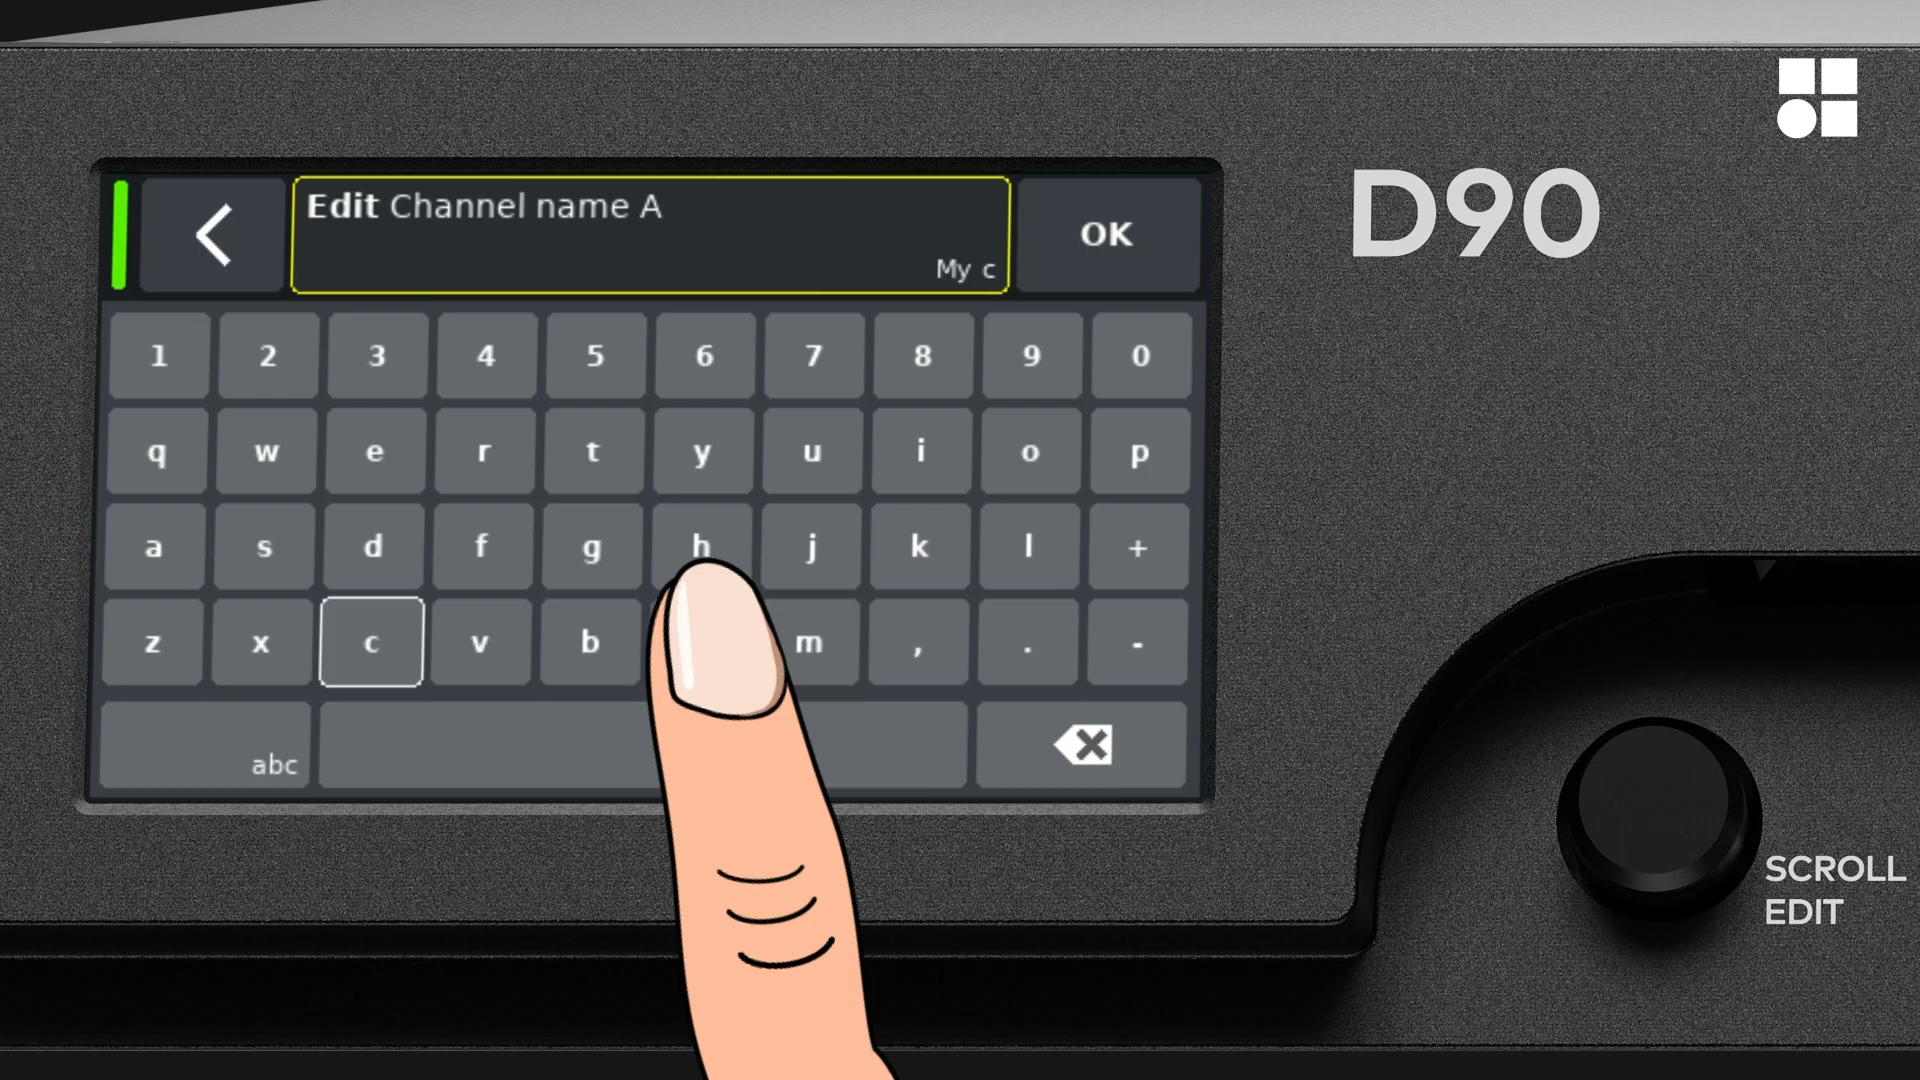 Edit Channel name A
My c
OK
1 2 3 4 5 6 7 8 9 0
q w e r t y u i o p
a s d f g h j k l +
z x c v b m , . -
abc
D90
SCROLL
EDIT